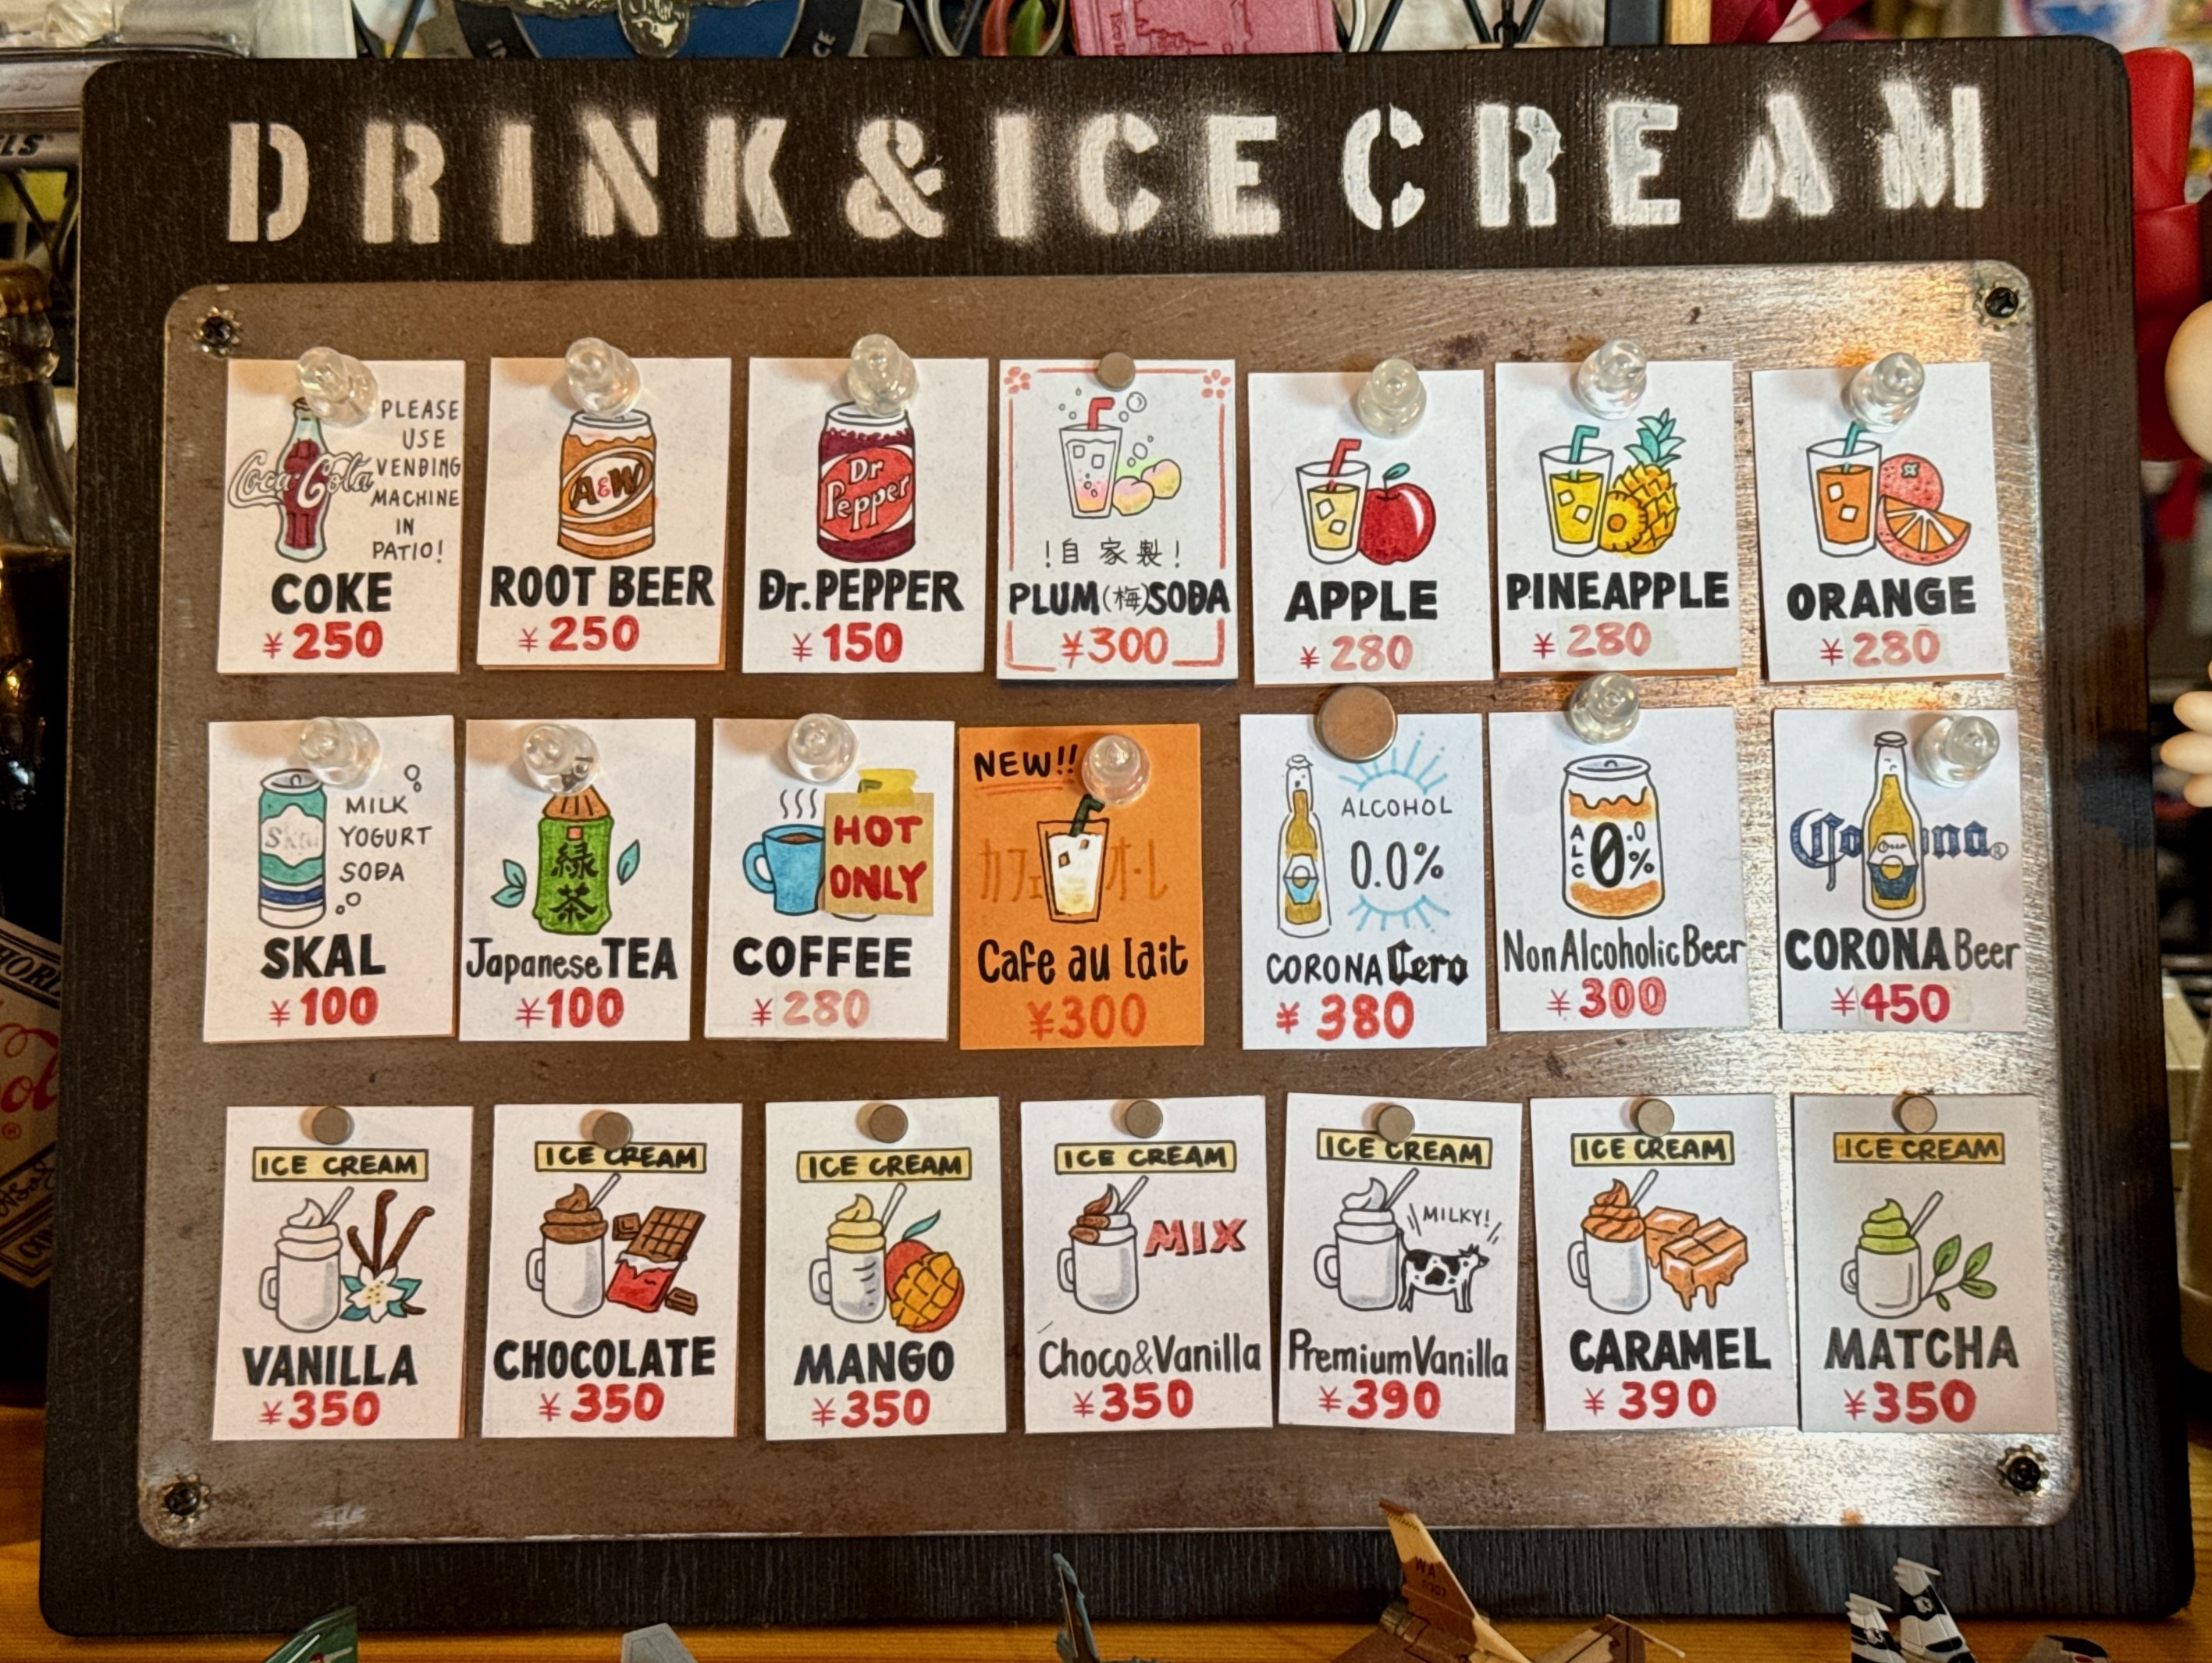 DRINK & ICE CREAM
Coca-Cola
PLEASE
USE
VENDING
MACHINE
IN
PATIO!
COKE
¥250
A&W
ROOT BEER
¥250
Dr
Pepper
Dr. PEPPER
¥150
!自家製!
PLUM(梅)SODA
¥300
APPLE
¥280
PINEAPPLE
¥280
ORANGE
¥280
Skal
MILK
YOGURT
SODA
SKAL
¥100
緑
茶
Japanese TEA
¥100
HOT
ONLY
COFFEE
¥280
NEW!!
カフェオーレ
Cafe au lait
¥300
ALCOHOL
0.0%
CORONA Cero
¥380
ALC
0.0%
Non Alcoholic Beer
¥300
Corona
CORONA Beer
¥450
ICE CREAM
VANILLA
¥350
ICE CREAM
CHOCOLATE
¥350
ICE CREAM
MANGO
¥350
ICE CREAM
MIX
Choco&Vanilla
¥350
ICE CREAM
MILKY!
Premium Vanilla
¥390
ICE CREAM
CARAMEL
¥390
ICE CREAM
MATCHA
¥350
WA